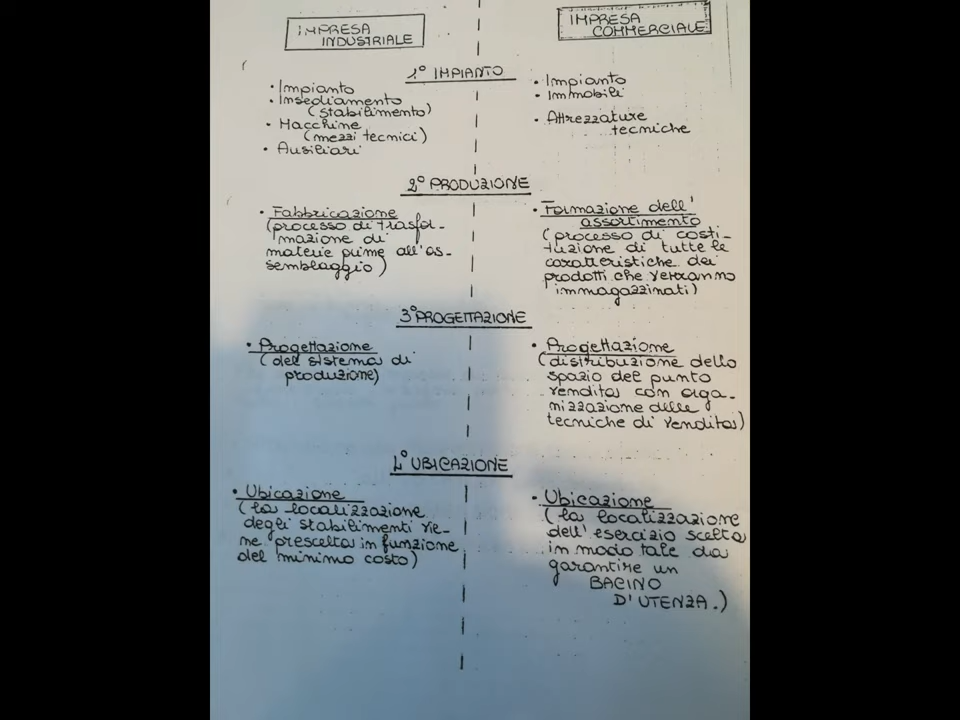 IMPRESA
INDUSTRIALE
IMPRESA
COMMERCIALE
1° IMPIANTO
• Impianto
• Insediamento
(stabilimento)
• Macchine
(mezzi tecnici)
• Ausiliari
• Impianto
• Immobili
• Attrezzature
tecniche
2° PRODUZIONE
• Fabbricazione
(processo di trasfor-
mazione di
materie prime all'as-
semblaggio)
• Formazione dell'
assortimento
(processo di costi-
tuzione di tutte le
caratteristiche dei
prodotti che verranno
immagazzinati)
3° PROGETTAZIONE
• Progettazione
(del sistema di
produzione)
• Progettazione
(distribuzione dello
spazio del punto
vendita con orga-
nizzazione delle
tecniche di vendita)
4° UBICAZIONE
• Ubicazione
(la localizzazione
degli stabilimenti vie-
ne prescelta in funzione
del minimo costo)
• Ubicazione
(la localizzazione
dell'esercizio scelta
in modo tale da
garantire un
BACINO
D'UTENZA.)